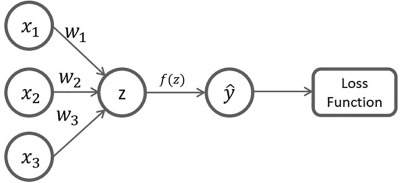 x₁
w₁
x₂
w₂
z
f(z)
ŷ
Loss
Function
w₃
x₃